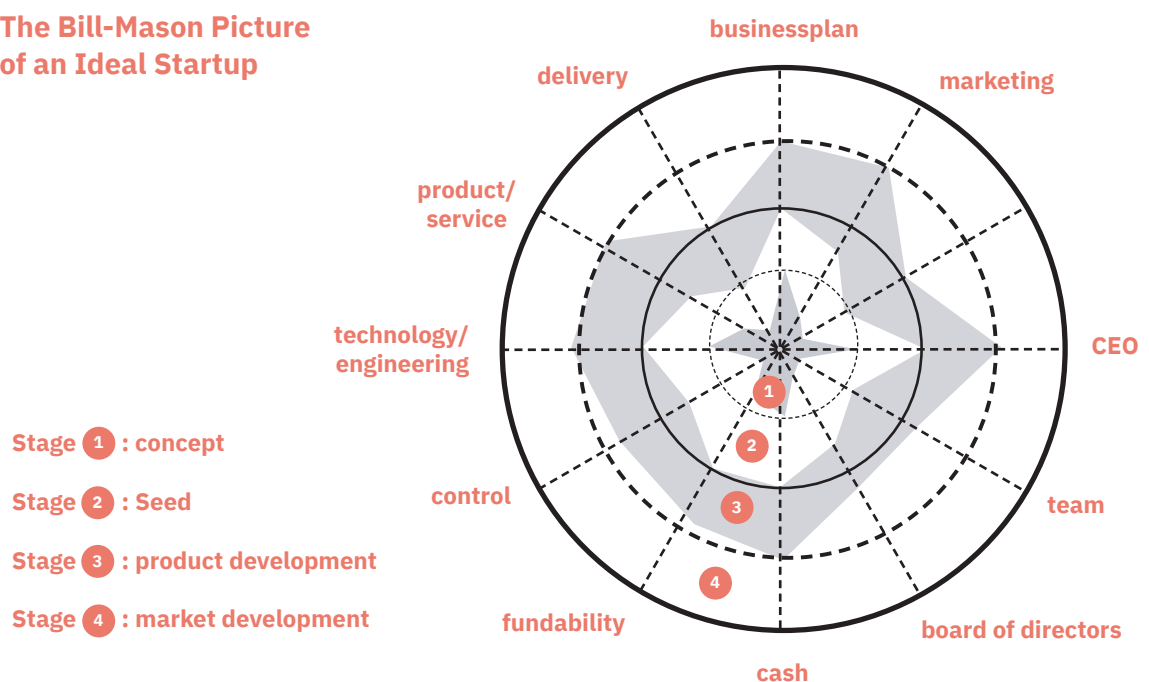 The Bill-Mason Picture
of an Ideal Startup
businessplan
delivery
marketing
product/
service
technology/
engineering
CEO
control
team
fundability
board of directors
cash
1
2
3
4
Stage 1 : concept
Stage 2 : Seed
Stage 3 : product development
Stage 4 : market development